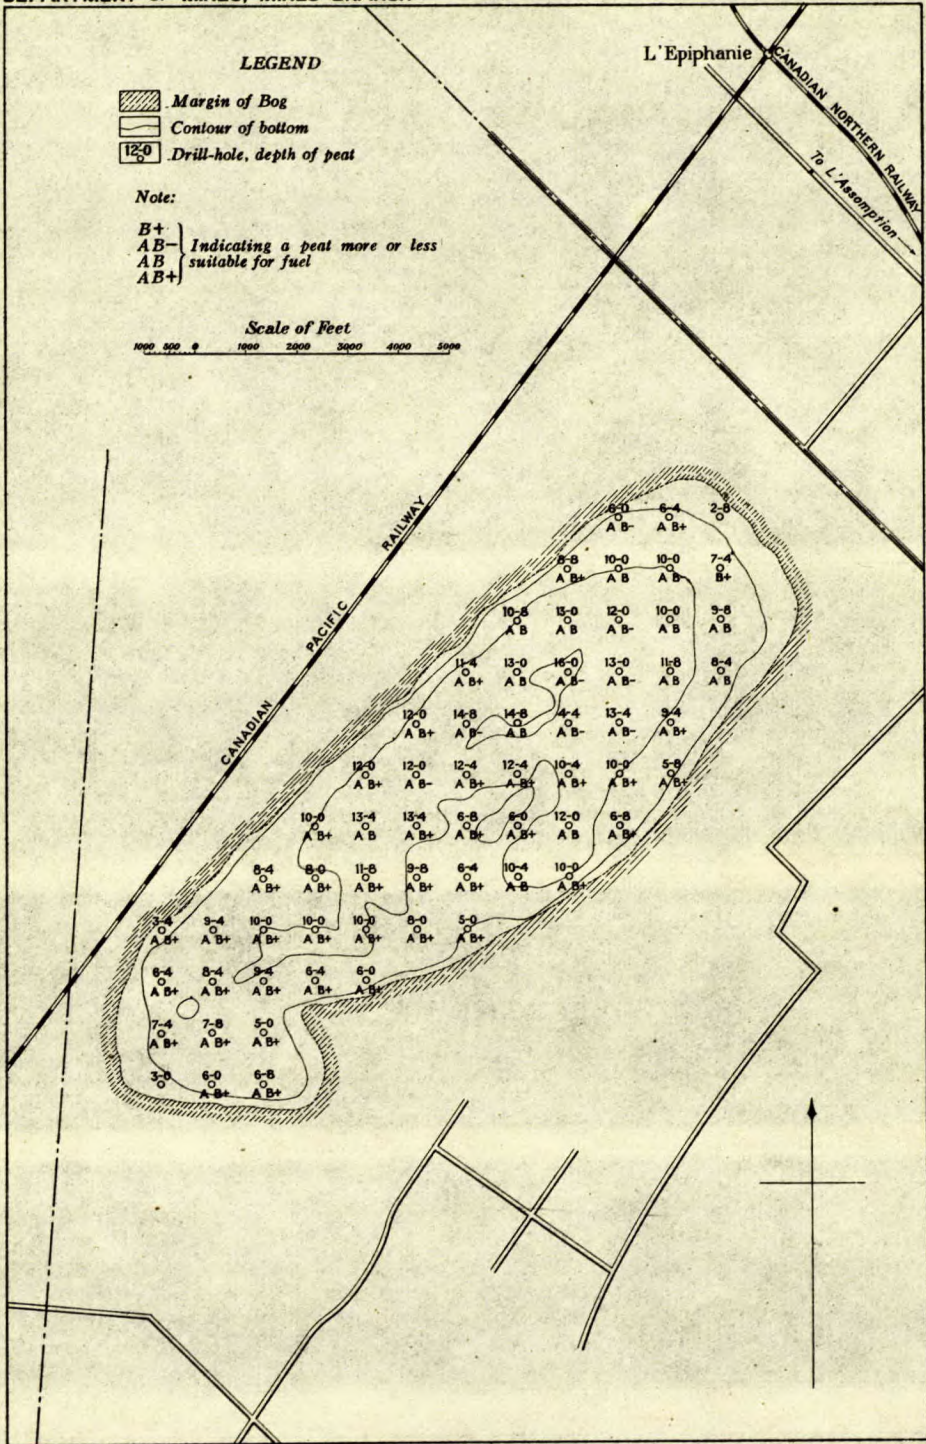 LEGEND
Margin of Bog
Contour of bottom
12-0 Drill-hole, depth of peat
Note:
B+
AB- Indicating a peat more or less
AB suitable for fuel
AB+
Scale of Feet
1000 500 0 1000 2000 3000 4000 5000
L'Epiphanie
CANADIAN NORTHERN RAILWAY
To L'Assomption
CANADIAN PACIFIC RAILWAY
6-0 6-4 2-8
A B- A B+
8-8 10-0 10-0 7-4
A B+ A B A B- B+
10-8 13-0 12-0 10-0 9-8
A B A B A B- A B A B
11-4 13-0 16-0 13-0 11-8 8-4
A B+ A B A B- A B- A B A B
12-0 14-8 14-8 4-4 13-4 9-4
A B+ A B- A B A B- A B- A B+
12-0 12-0 12-4 12-4 10-4 10-0 5-8
A B+ A B- A B+ A B+ A B+ A B+ A B+
10-0 13-4 13-4 6-8 6-0 12-0 6-8
A B+ A B A B+ A B+ A B+ A B A B+
8-4 8-0 11-8 9-8 6-4 10-4 10-0
A B+ A B+ A B+ A B+ A B+ A B A B+
3-4 9-4 10-0 10-0 10-0 8-0 5-0
A B+ A B+ A B+ A B+ A B+ A B+ A B+
6-4 8-4 9-4 6-4 6-0
A B+ A B+ A B+ A B+ A B+
7-4 7-8 5-0
A B+ A B+ A B+
6-0 6-8
A B+ A B+